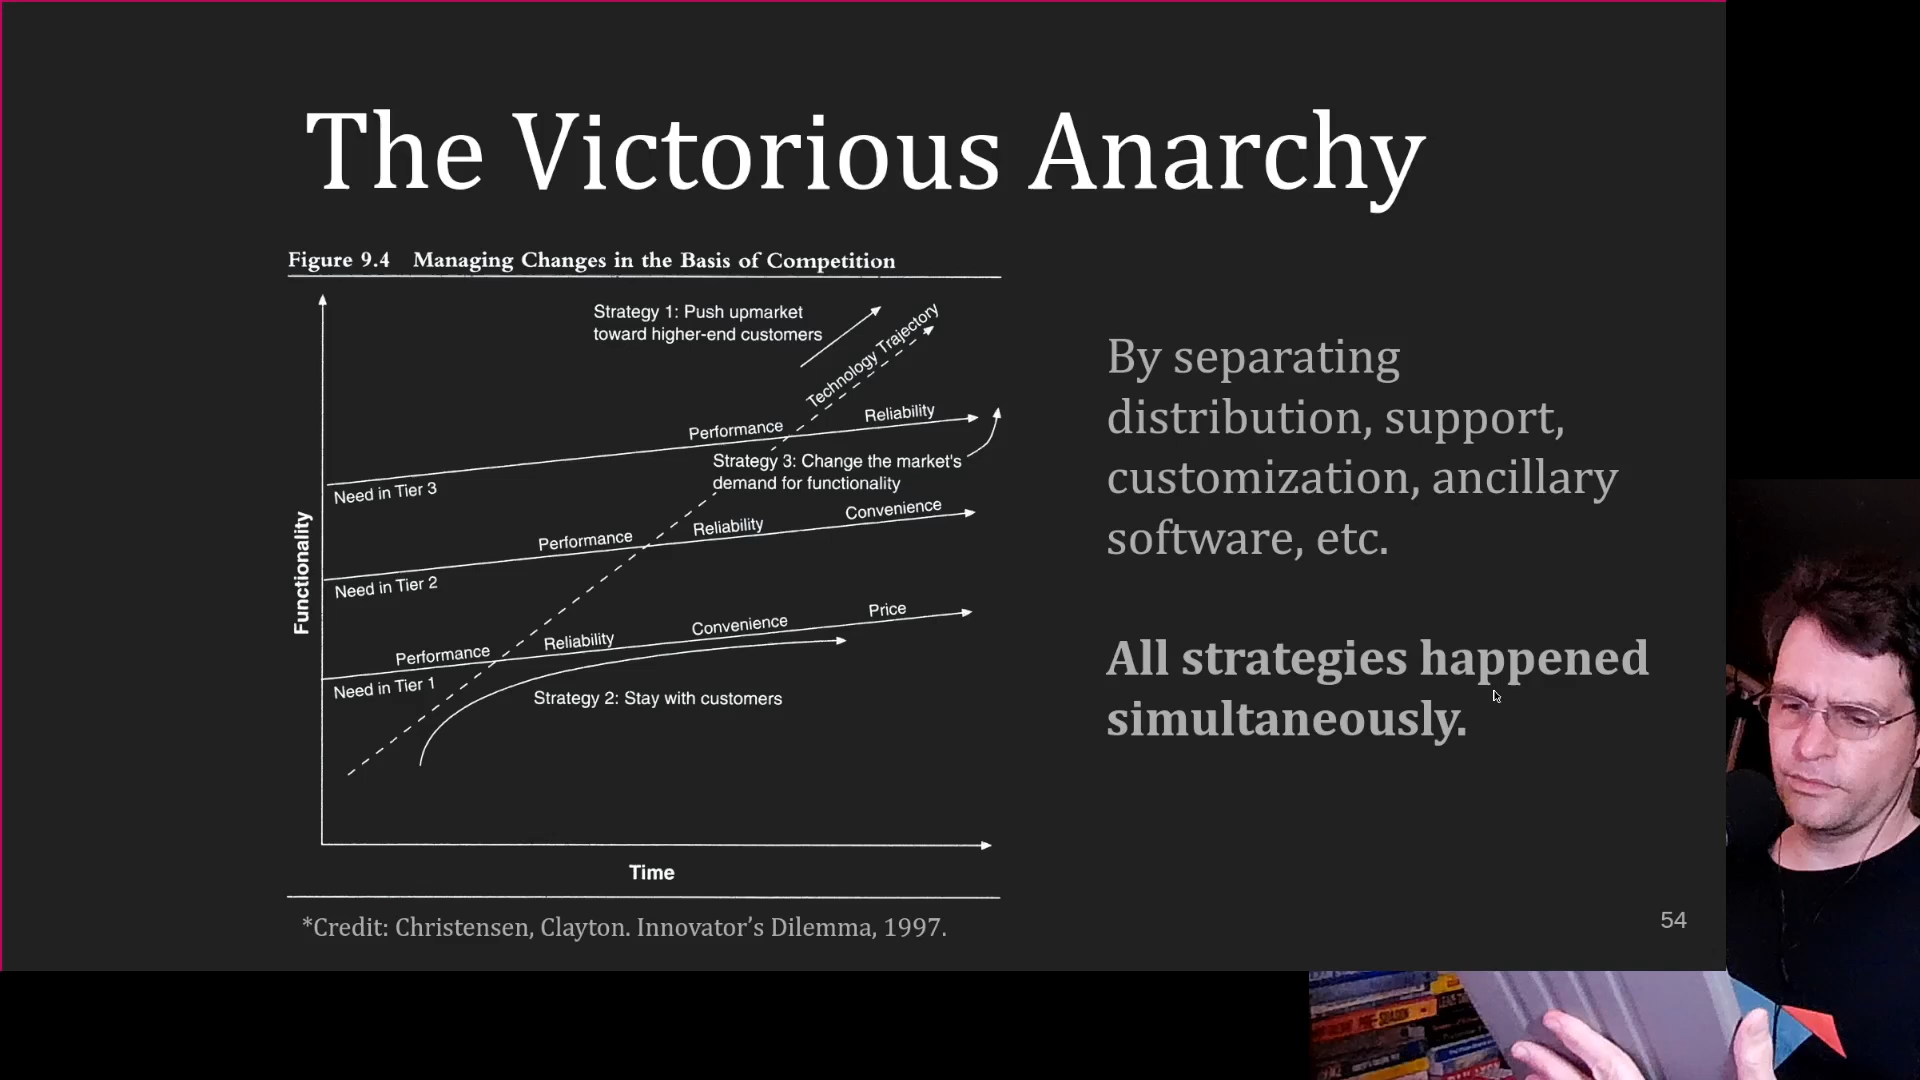 The Victorious Anarchy
Figure 9.4 Managing Changes in the Basis of Competition
Strategy 1: Push upmarket
toward higher-end customers
Technology Trajectory
Performance
Reliability
Strategy 3: Change the market's
demand for functionality
Need in Tier 3
Performance
Reliability
Convenience
Need in Tier 2
Performance
Reliability
Convenience
Price
Need in Tier 1
Strategy 2: Stay with customers
Functionality
Time
*Credit: Christensen, Clayton. Innovator’s Dilemma, 1997.
By separating
distribution, support,
customization, ancillary
software, etc.
All strategies happened
simultaneously.
54